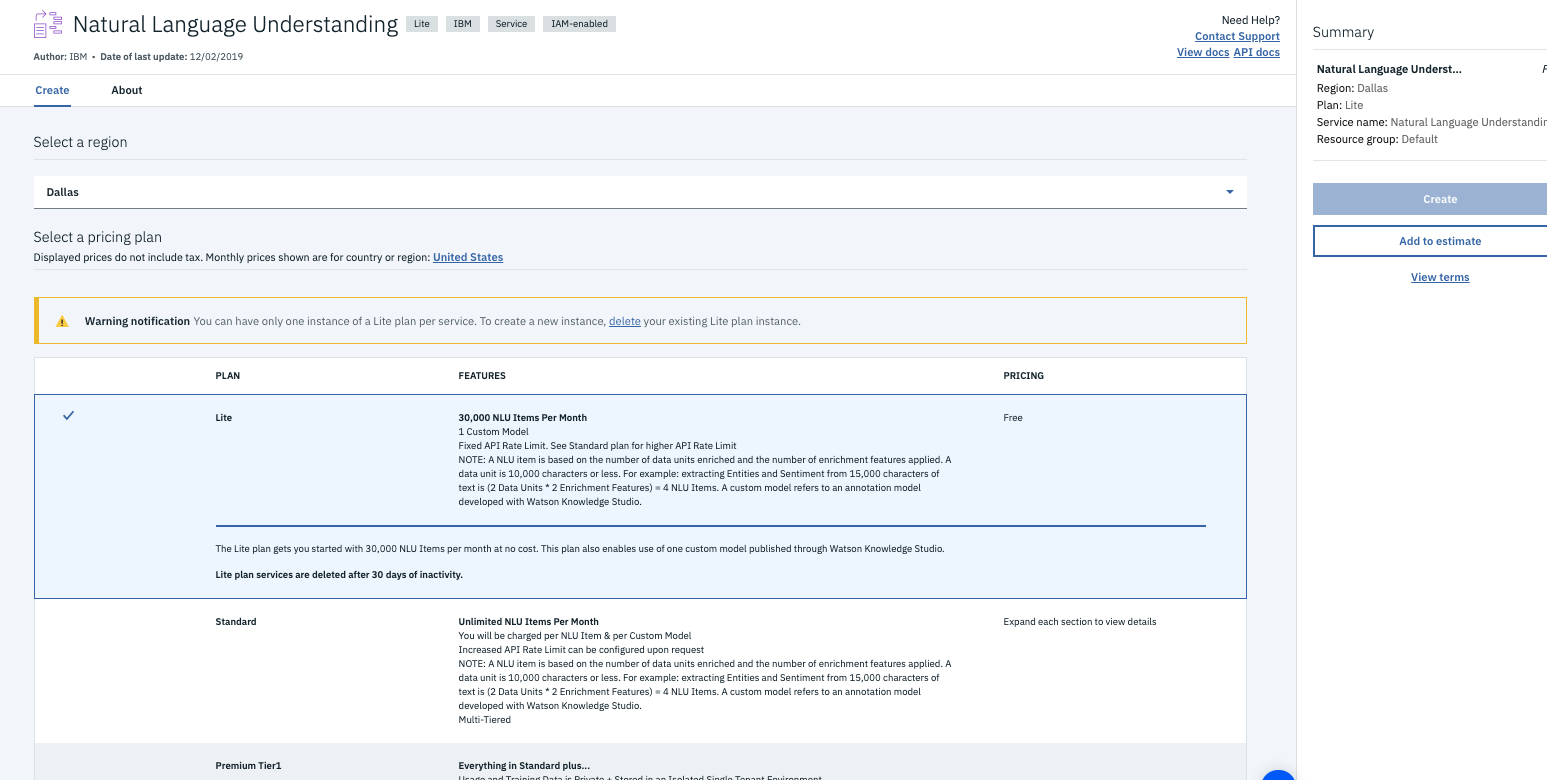 Natural Language Understanding
Lite
IBM
Service
IAM-enabled
Author: IBM • Date of last update: 12/02/2019
Need Help?
Contact Support
View docs API docs
Create
About
Select a region
Dallas
Select a pricing plan
Displayed prices do not include tax. Monthly prices shown are for country or region: United States
Warning notification You can have only one instance of a Lite plan per service. To create a new instance, delete your existing Lite plan instance.
PLAN FEATURES PRICING
Lite
30,000 NLU Items Per Month
Free
1 Custom Model
Fixed API Rate Limit. See Standard plan for higher API Rate Limit
NOTE: A NLU item is based on the number of data units enriched and the number of enrichment features applied. A
data unit is 10,000 characters or less. For example: extracting Entities and Sentiment from 15,000 characters of
text is (2 Data Units * 2 Enrichment Features) = 4 NLU Items. A custom model refers to an annotation model
developed with Watson Knowledge Studio.
The Lite plan gets you started with 30,000 NLU Items per month at no cost. This plan also enables use of one custom model published through Watson Knowledge Studio.
Lite plan services are deleted after 30 days of inactivity.
Standard
Unlimited NLU Items Per Month
Expand each section to view details
You will be charged per NLU Item & per Custom Model
Increased API Rate Limit can be configured upon request
NOTE: A NLU item is based on the number of data units enriched and the number of enrichment features applied. A
data unit is 10,000 characters or less. For example: extracting Entities and Sentiment from 15,000 characters of
text is (2 Data Units * 2 Enrichment Features) = 4 NLU Items. A custom model refers to an annotation model
developed with Watson Knowledge Studio.
Multi-Tiered
Premium Tier1
Everything in Standard plus...
Usage and Training Data is Private + Stored in an Isolated Single Tenant Environment
Summary
Natural Language Underst...
Region: Dallas
Plan: Lite
Service name: Natural Language Understandin
Resource group: Default
Create
Add to estimate
View terms